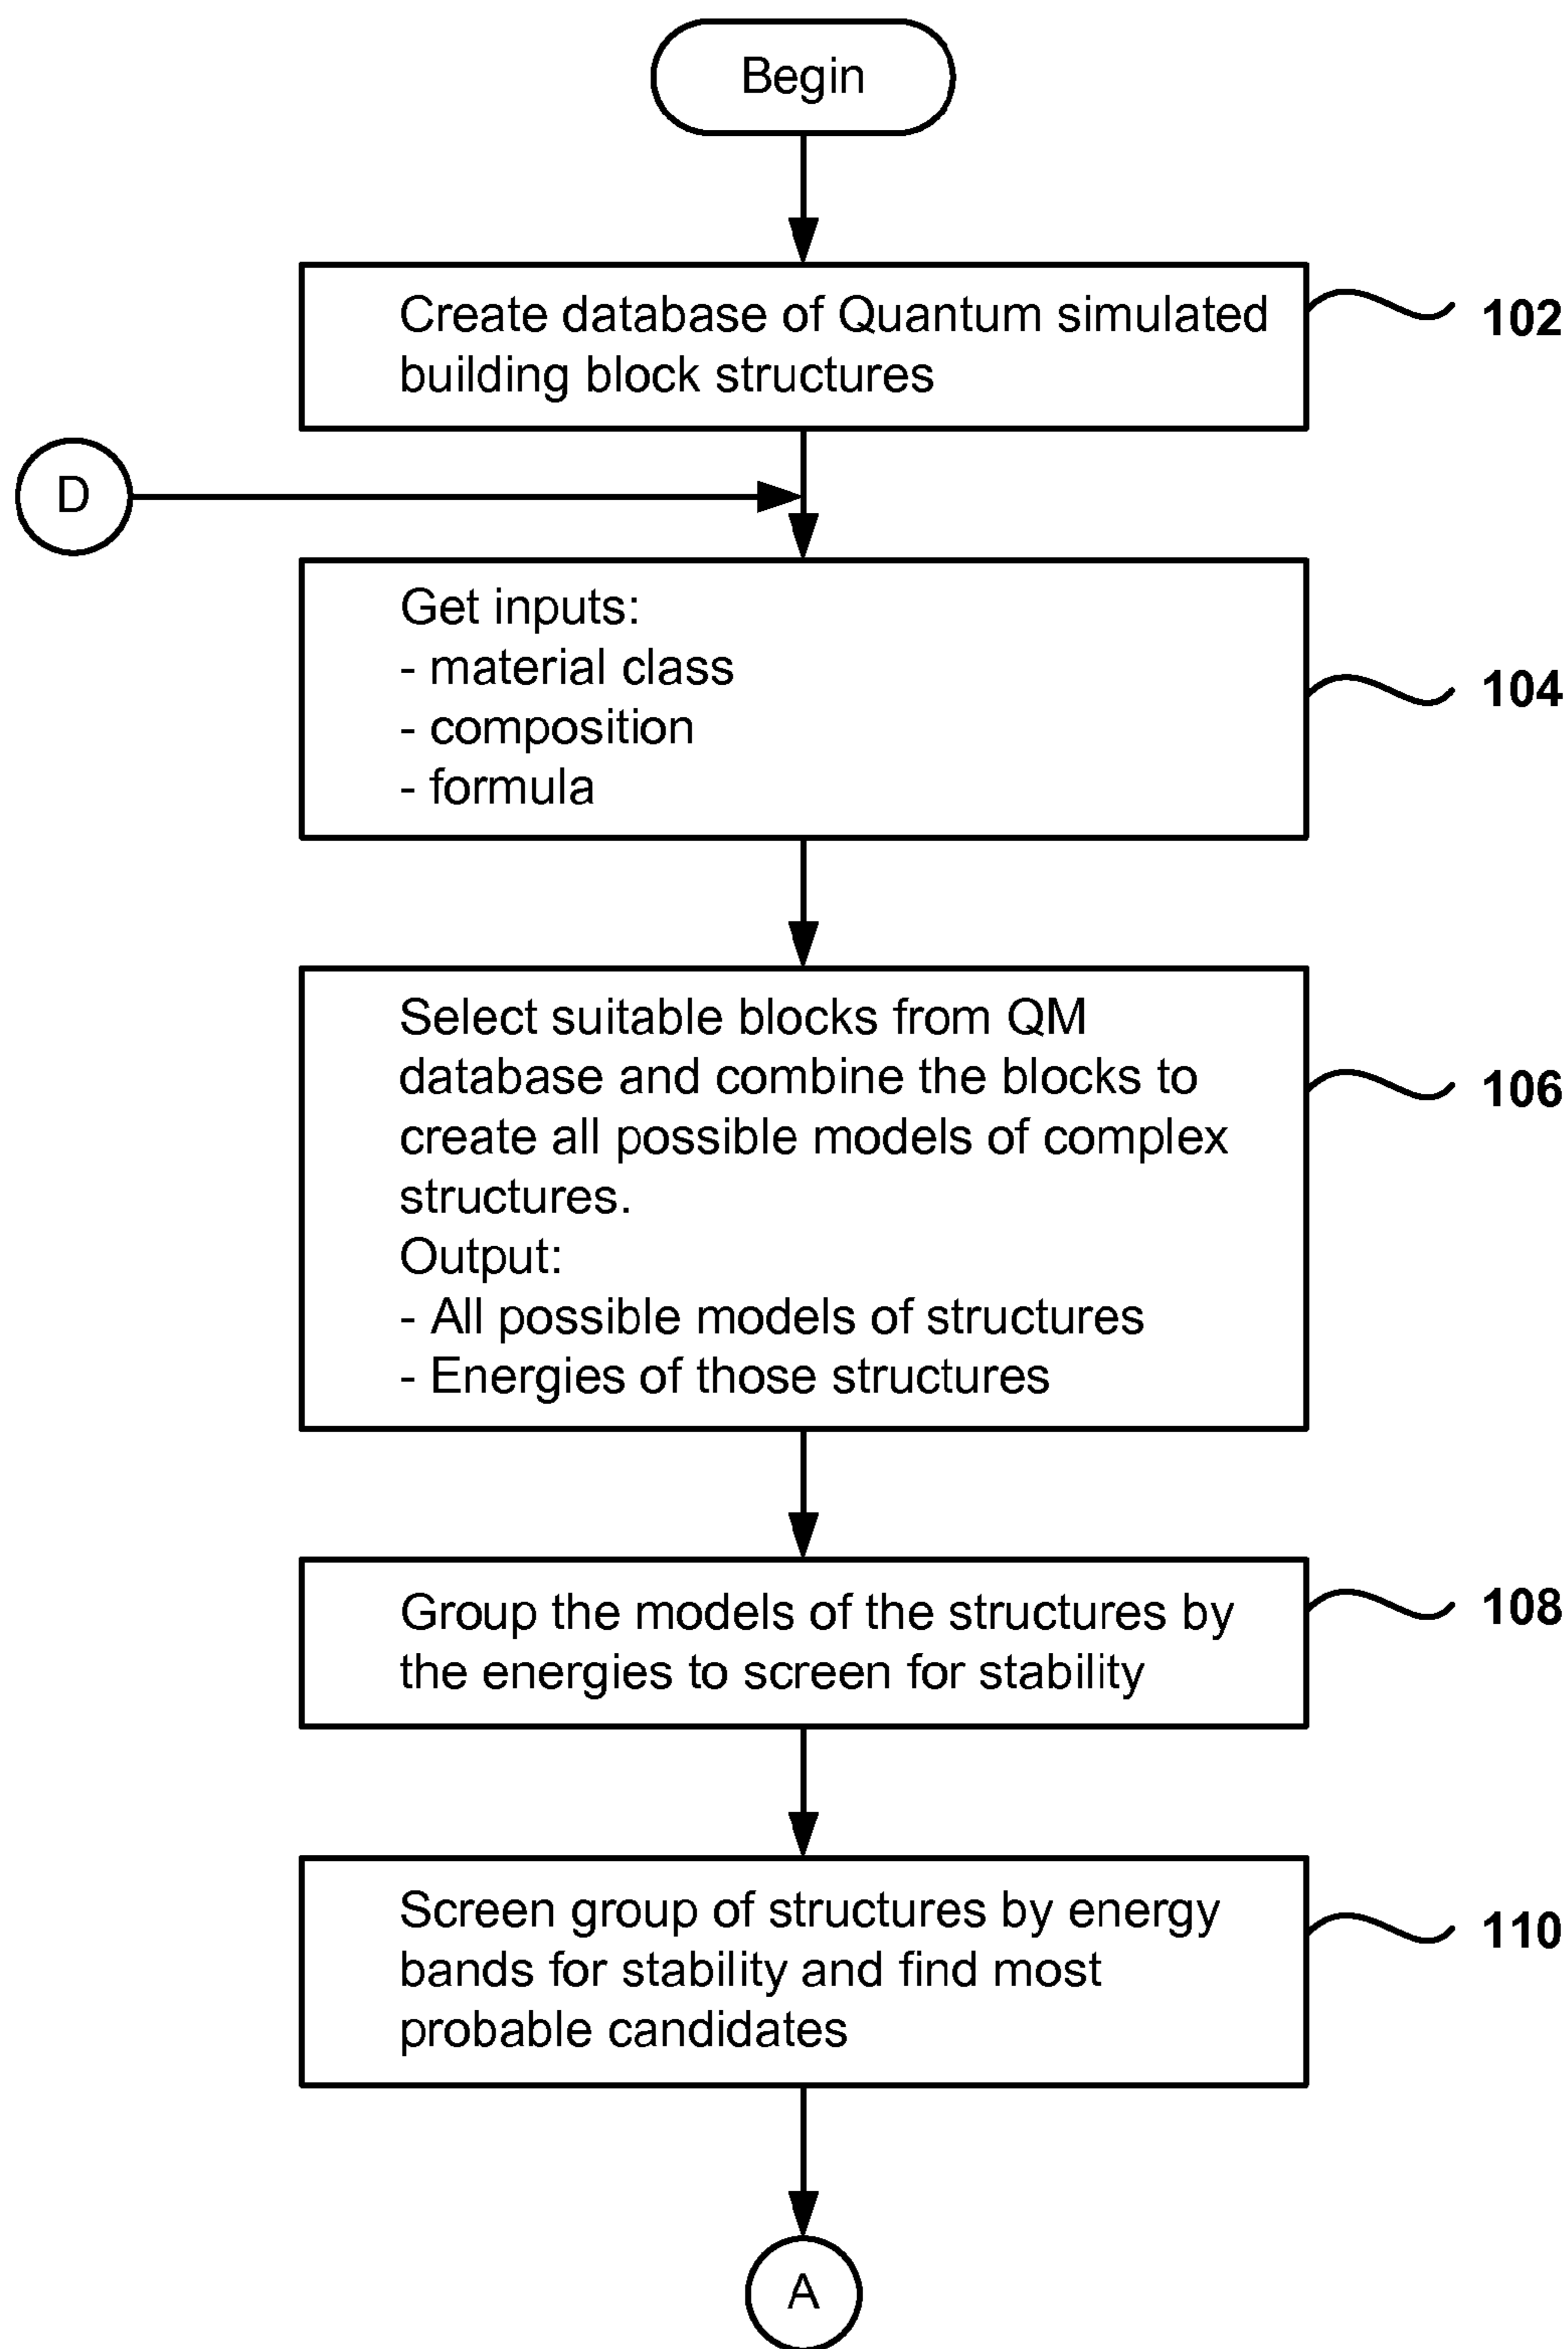 Begin
Create database of Quantum simulated
building block structures
102
D
Get inputs:
- material class
- composition
- formula
104
Select suitable blocks from QM
database and combine the blocks to
create all possible models of complex
structures.
Output:
- All possible models of structures
- Energies of those structures
106
Group the models of the structures by
the energies to screen for stability
108
Screen group of structures by energy
bands for stability and find most
probable candidates
110
A